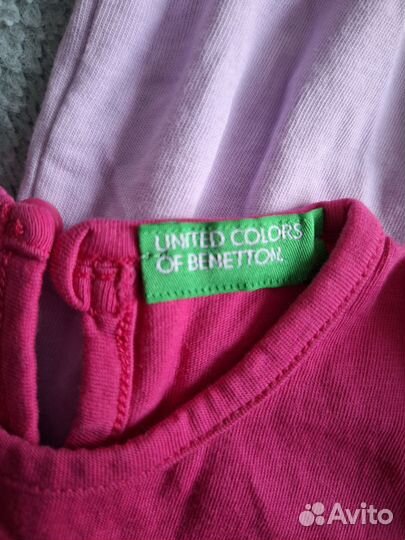 UNITED COLORS
OF BENETTON.
Avito